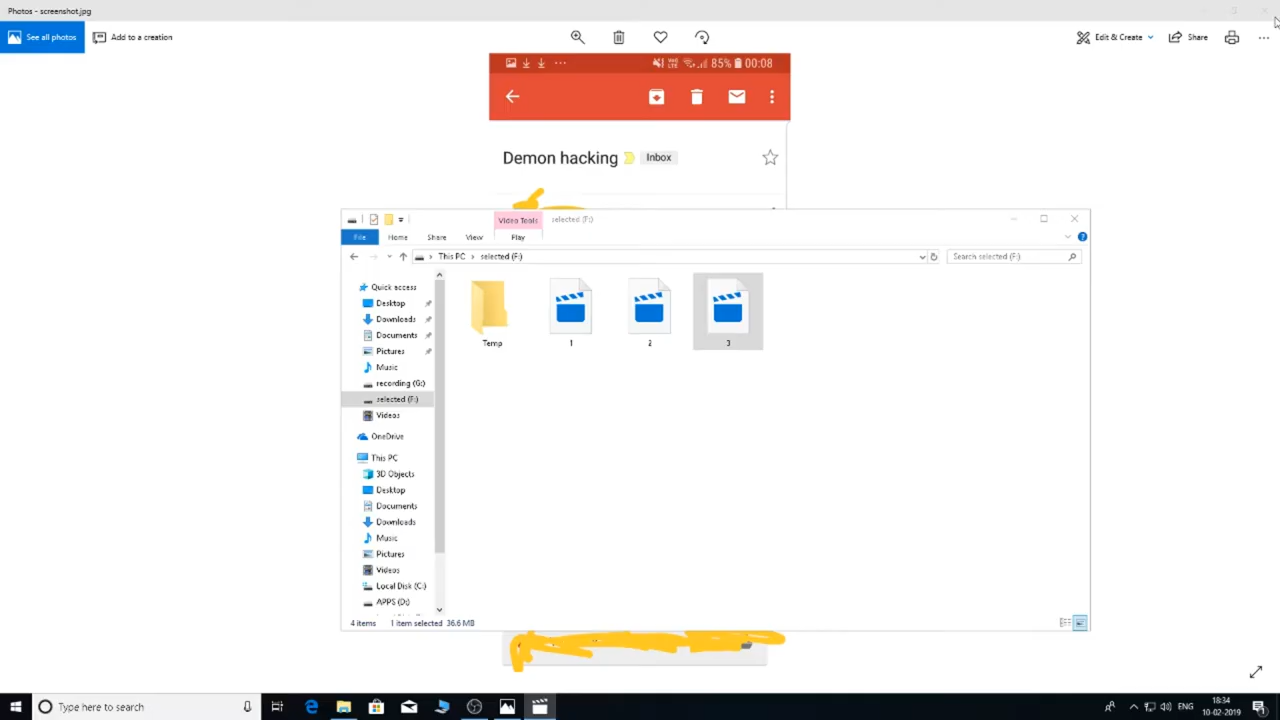 Photos - screenshot.jpg
See all photos
Add to a creation
Edit & Create
Share
85%
00:08
Demon hacking
Inbox
Video Tools
selected (F:)
File
Home
Share
View
Play
This PC
selected (F:)
Search selected (F:)
Quick access
Desktop
Downloads
Documents
Pictures
Music
recording (G:)
selected (F:)
Videos
OneDrive
This PC
3D Objects
Desktop
Documents
Downloads
Music
Pictures
Videos
Local Disk (C:)
APPS (D:)
Temp
1
2
3
4 items
1 item selected
36.6 MB
Type here to search
ENG
18:34
10-02-2019
1